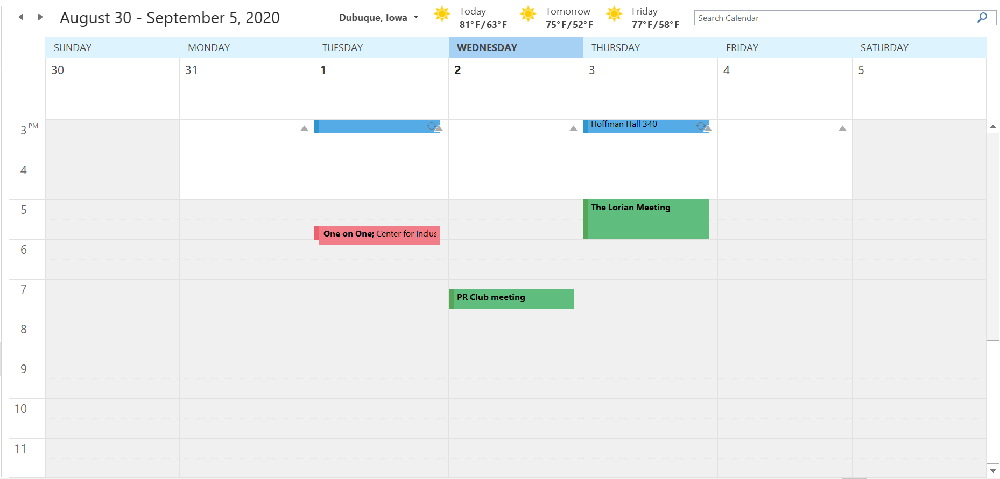 August 30 - September 5, 2020
Dubuque, Iowa
Today
81°F/63°F
Tomorrow
75°F/52°F
Friday
77°F/58°F
Search Calendar
SUNDAY MONDAY TUESDAY WEDNESDAY THURSDAY FRIDAY SATURDAY
30 31 1 2 3 4 5
3 PM
Hoffman Hall 340
4
5
The Lorian Meeting
One on One; Center for Inclus
6
7
PR Club meeting
8
9
10
11